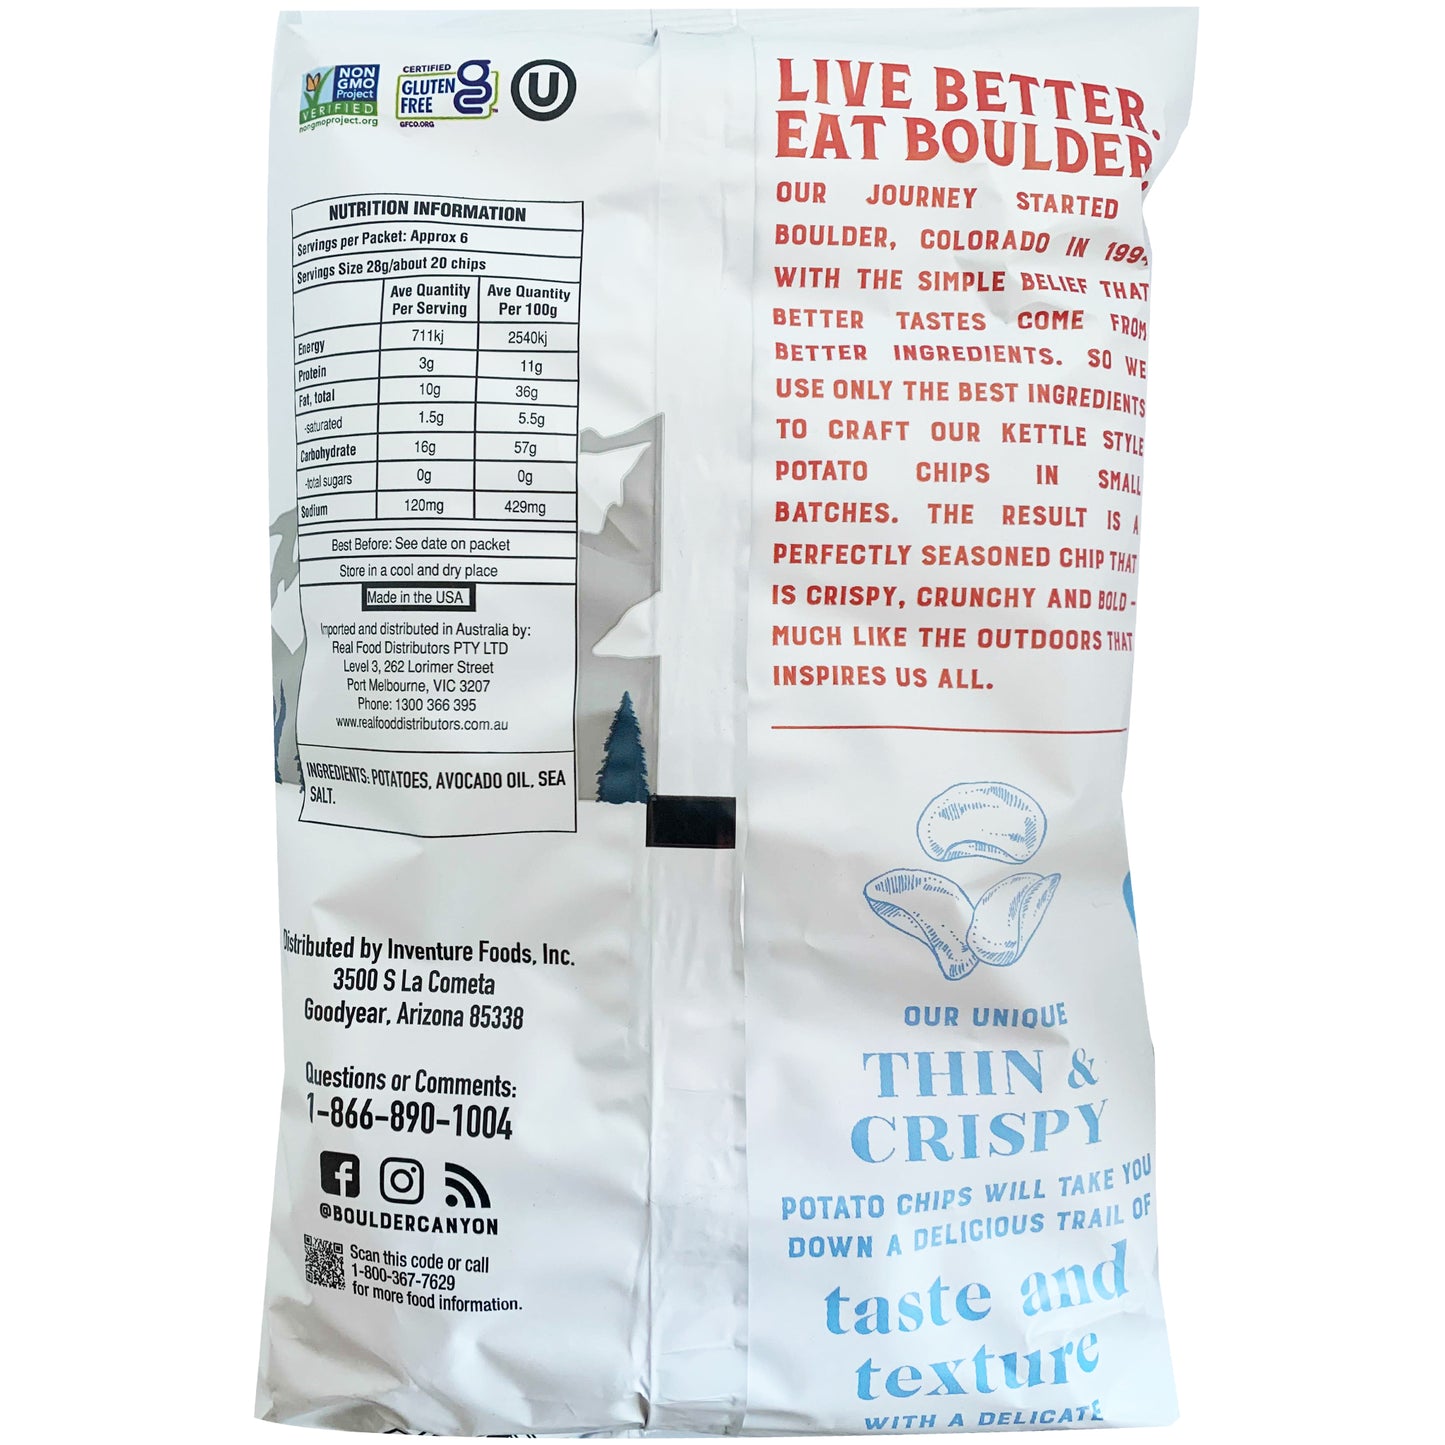 NON
GMO
Project
VERIFIED
nongmoproject.org
CERTIFIED
GLUTEN
FREE
GFCO.ORG
U
NUTRITION INFORMATION
Servings per Packet: Approx 6
Servings Size 28g/about 20 chips
Ave Quantity Per Serving Ave Quantity Per 100g
Energy 711kj 2540kj
Protein 3g 11g
Fat, total 10g 36g
-saturated 1.5g 5.5g
Carbohydrate 16g 57g
-total sugars 0g 0g
Sodium 120mg 429mg
Best Before: See date on packet
Store in a cool and dry place
Made in the USA
Imported and distributed in Australia by:
Real Food Distributors PTY LTD
Level 3, 262 Lorimer Street
Port Melbourne, VIC 3207
Phone: 1300 366 395
www.realfooddistributors.com.au
INGREDIENTS: POTATOES, AVOCADO OIL, SEA
SALT.
Distributed by Inventure Foods, Inc.
3500 S La Cometa
Goodyear, Arizona 85338
Questions or Comments:
1-866-890-1004
@BOULDERCANYON
Scan this code or call
1-800-367-7629
for more food information.
LIVE BETTER.
EAT BOULDER.
OUR JOURNEY STARTED
BOULDER, COLORADO IN 1994
WITH THE SIMPLE BELIEF THAT
BETTER TASTES COME FROM
BETTER INGREDIENTS. SO WE
USE ONLY THE BEST INGREDIENTS
TO CRAFT OUR KETTLE STYLE
POTATO CHIPS IN SMALL
BATCHES. THE RESULT IS A
PERFECTLY SEASONED CHIP THAT
IS CRISPY, CRUNCHY AND BOLD -
MUCH LIKE THE OUTDOORS THAT
INSPIRES US ALL.
OUR UNIQUE
THIN &
CRISPY
POTATO CHIPS WILL TAKE YOU
DOWN A DELICIOUS TRAIL OF
taste and
texture
WITH A DELICATE